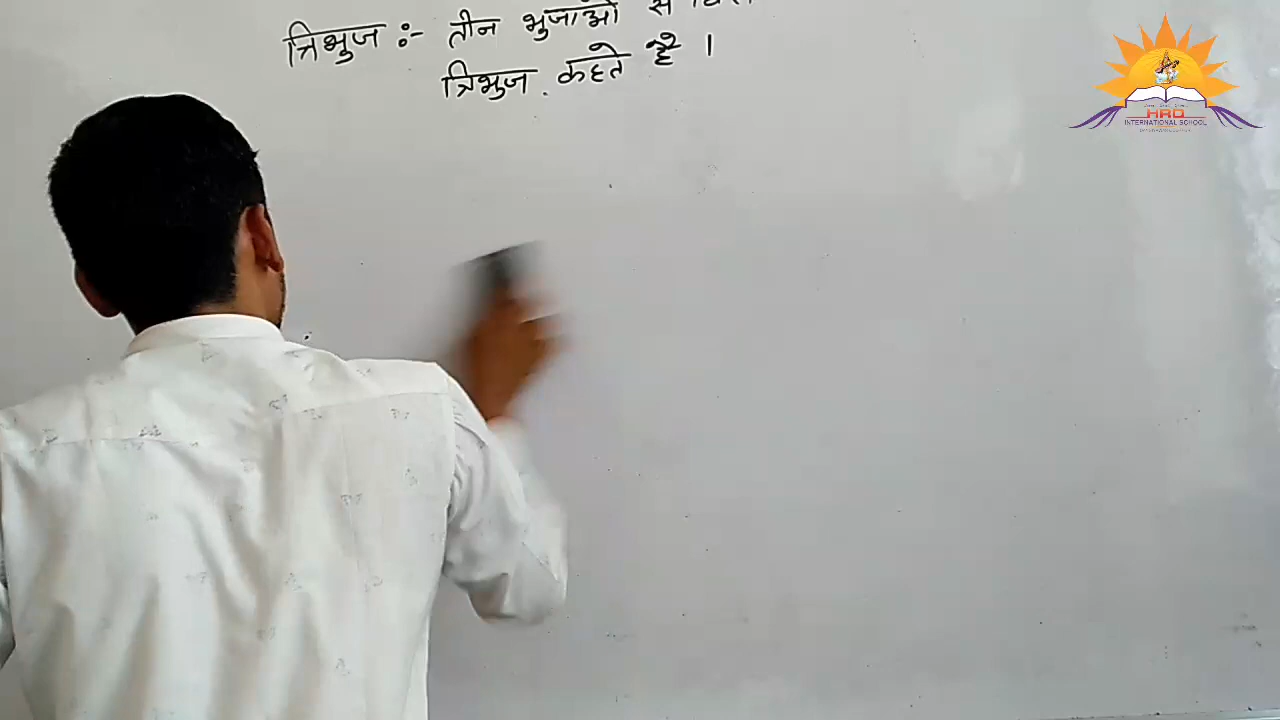 त्रिभुज :- तीन भुजाओं से
त्रिभुज कहते है ।
HRD
INTERNATIONAL SCHOOL